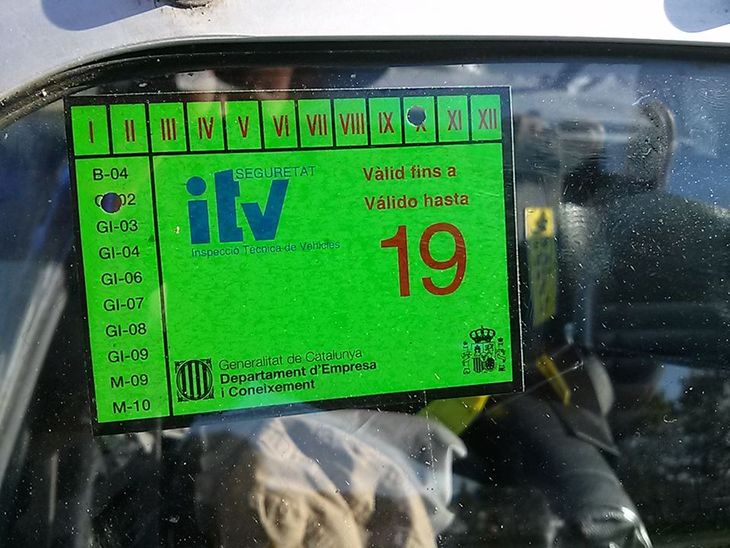 I II III IV V VI VII VIII IX X XI XII
B-04
02
GI-03
GI-04
GI-06
GI-07
GI-08
GI-09
M-09
M-10
SEGURETAT
itv
Inspecció Tècnica de Vehicles
Vàlid fins a
Válido hasta
19
Generalitat de Catalunya
Departament d'Empresa
i Coneixement